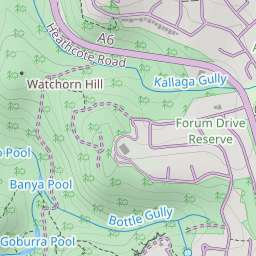 A6
Heathcote Road
Watchorn Hill
Kallaga Gully
Forum Drive
Reserve
Pool
Banya Pool
Bottle Gully
Goburra Pool